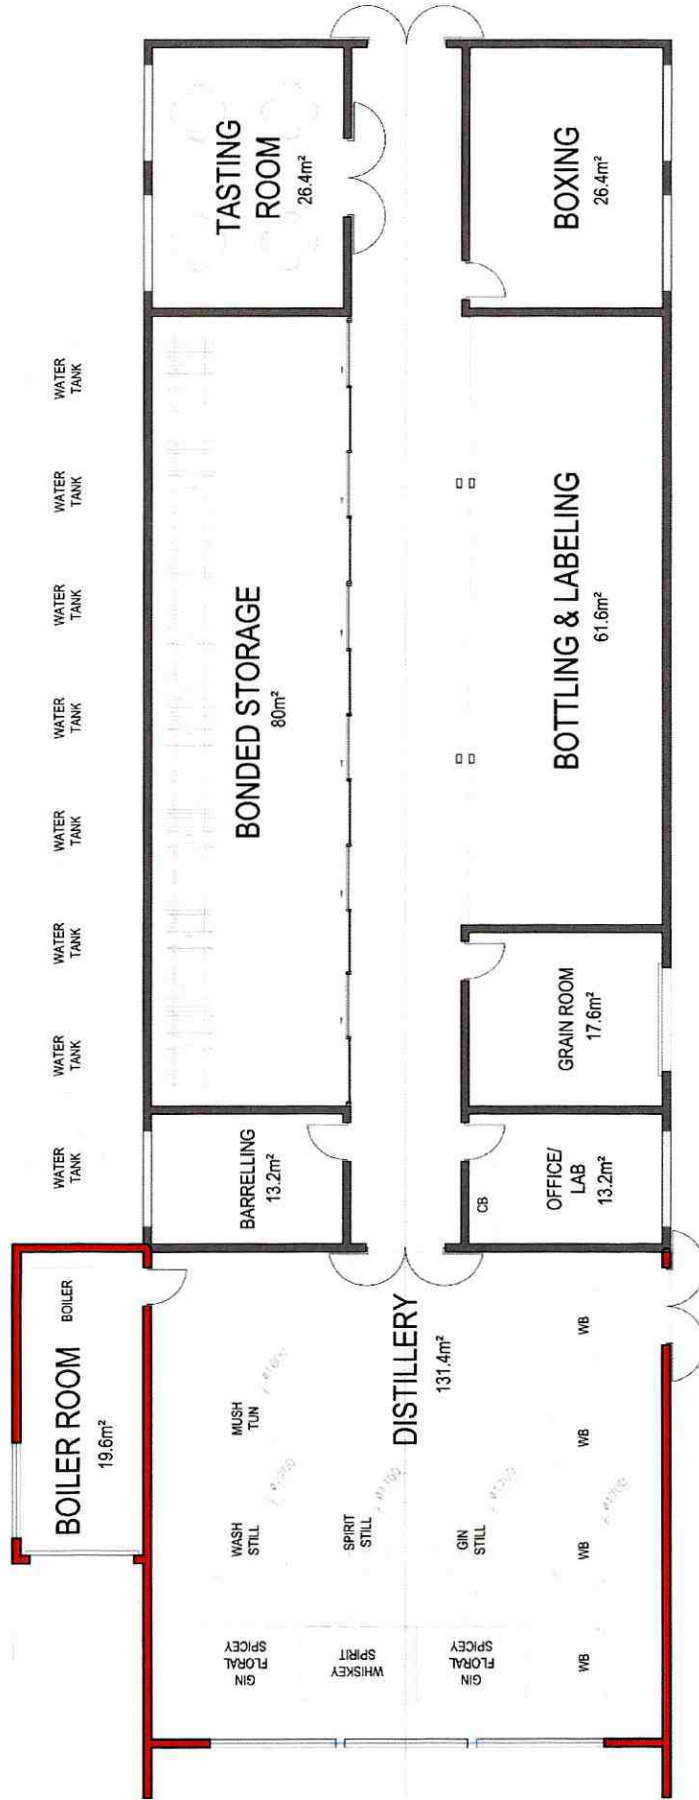 WATER
TANK
WATER
TANK
WATER
TANK
WATER
TANK
WATER
TANK
WATER
TANK
WATER
TANK
WATER
TANK
BOILER ROOM
19.6m²
BOILER
BARRELLING
13.2m²
BONDED STORAGE
80m²
TASTING
ROOM
26.4m²
GIN
FLORAL
SPICEY
WHISKEY
SPIRIT
GIN
FLORAL
SPICEY
WASH
STILL
MUSH
TUN
ø1600
SPIRIT
STILL
ø1700
GIN
STILL
DISTILLERY
131.4m²
WB
WB
WB
WB
ø1700
CB
OFFICE/
LAB
13.2m²
GRAIN ROOM
17.6m²
BOTTLING & LABELING
61.6m²
BOXING
26.4m²